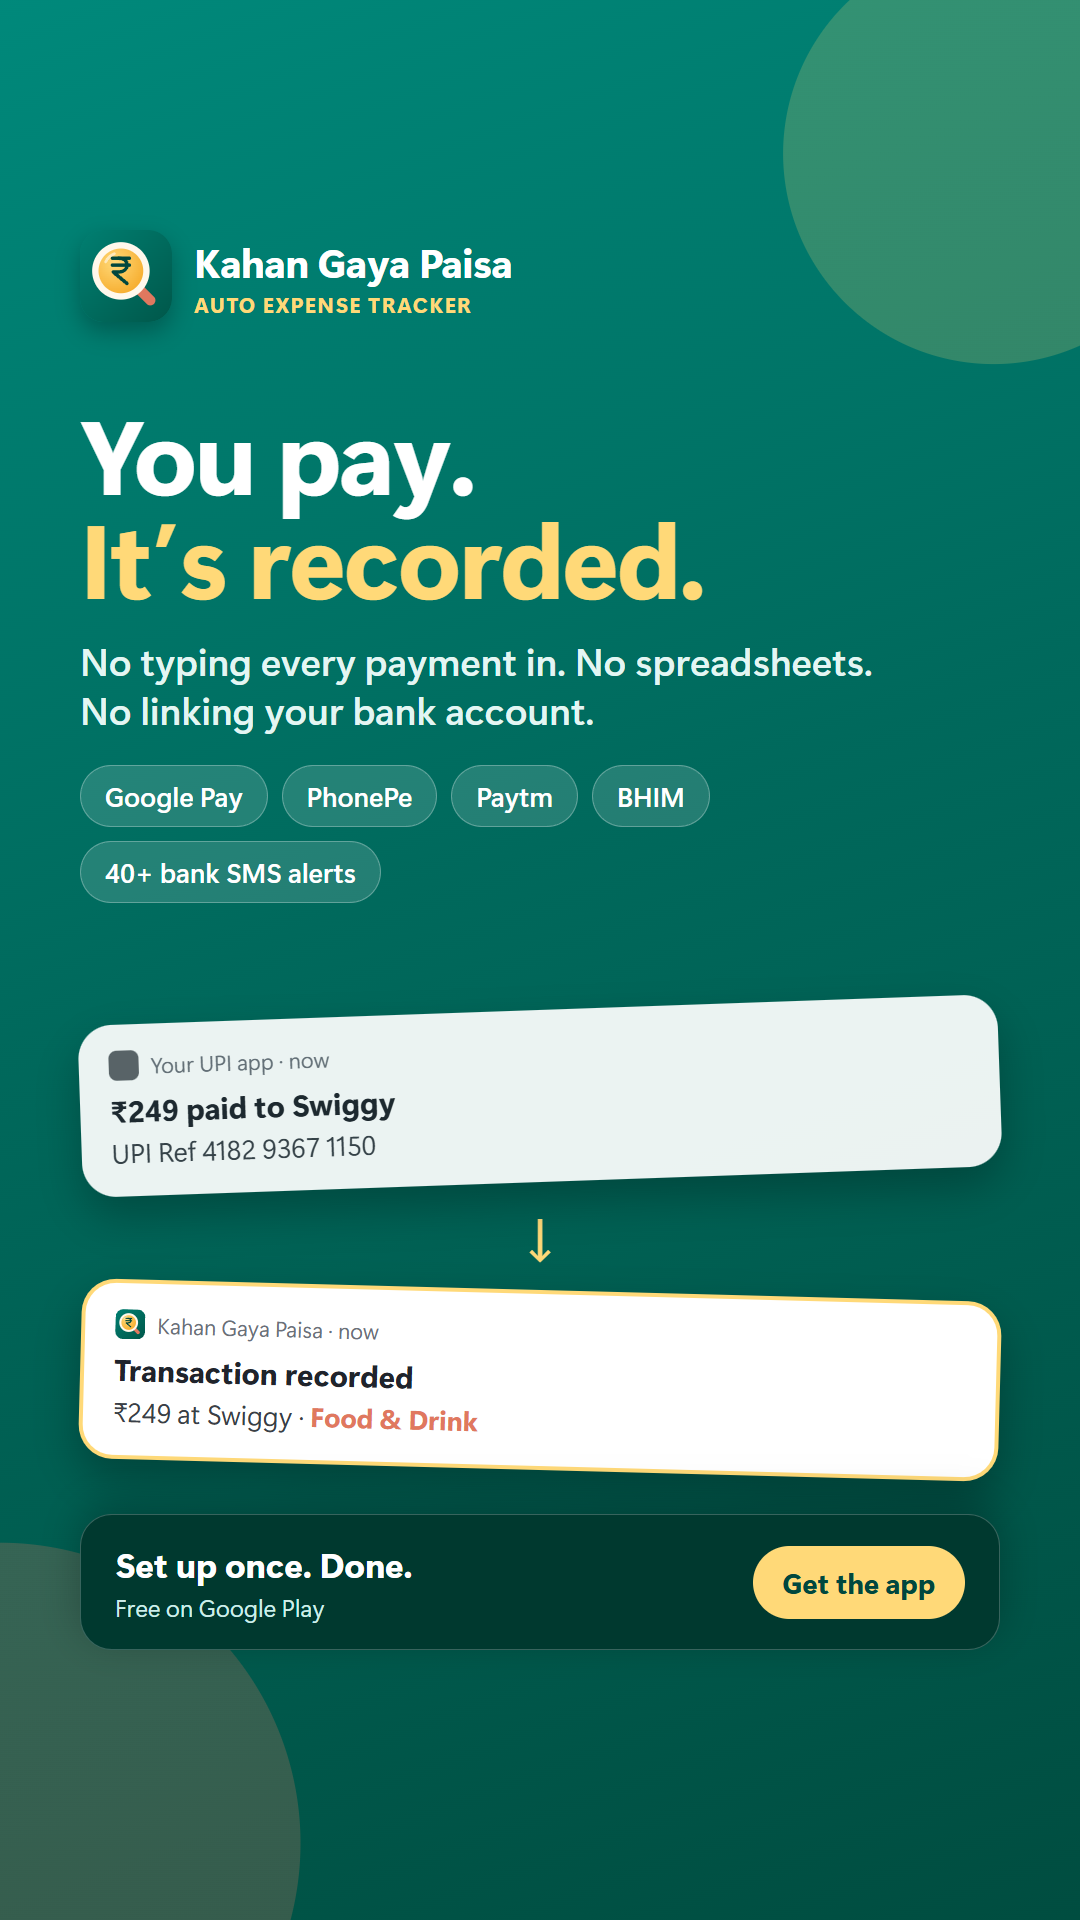 Kahan Gaya Paisa
AUTO EXPENSE TRACKER
You pay.
It's recorded.
No typing every payment in. No spreadsheets.
No linking your bank account.
Google Pay PhonePe Paytm BHIM
40+ bank SMS alerts
Your UPI app · now
₹249 paid to Swiggy
UPI Ref 4182 9367 1150
↓
Kahan Gaya Paisa · now
Transaction recorded
₹249 at Swiggy · Food & Drink
Set up once. Done.
Free on Google Play
Get the app